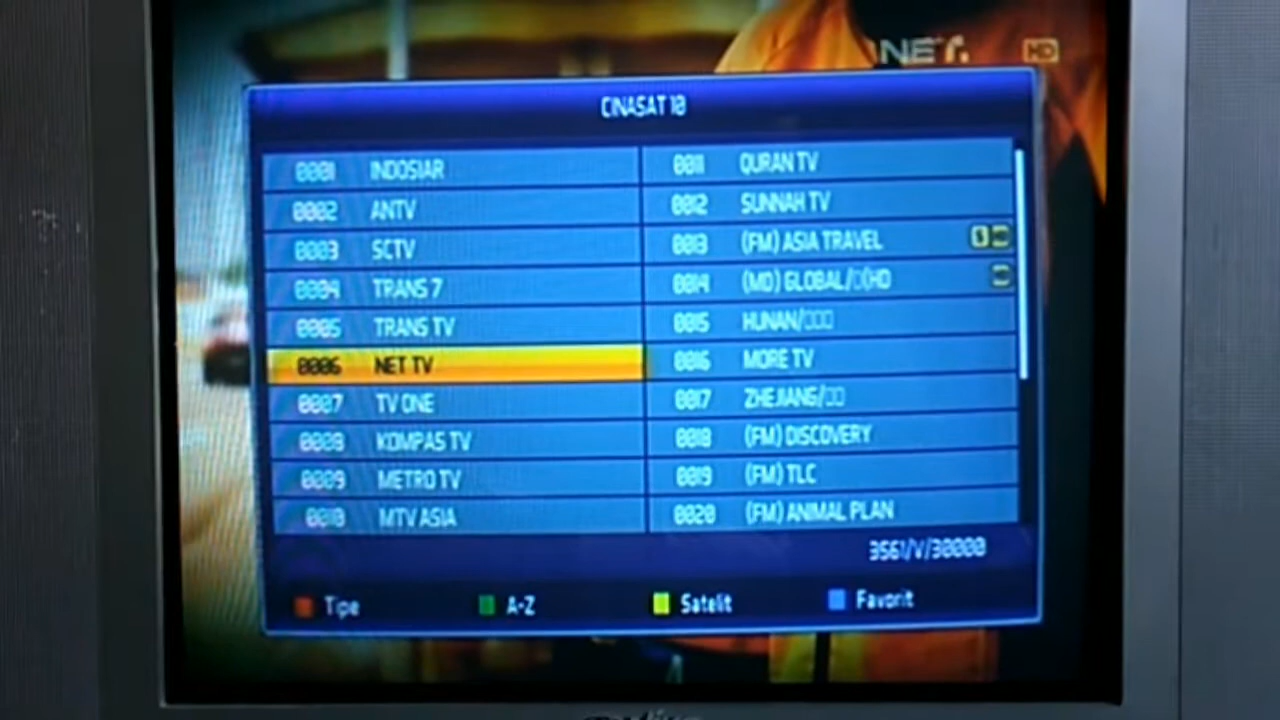 NET.
HD
CINASAT 10
0001 INDOSIAR
0002 ANTV
0003 SCTV
0004 TRANS 7
0005 TRANS TV
0006 NET TV
0007 TV ONE
0008 KOMPAS TV
0009 METRO TV
0010 MTV ASIA
0011 QURAN TV
0012 SUNNAH TV
0013 (FM) ASIA TRAVEL
0014 (MD) GLOBAL/□(HD
0015 HUNAN/□□□
0016 MORE TV
0017 ZHEJIANG/□□
0018 (FM) DISCOVERY
0019 (FM) TLC
0020 (FM) ANIMAL PLAN
3561/V/30000
Tipe
A-Z
Satelit
Favorit